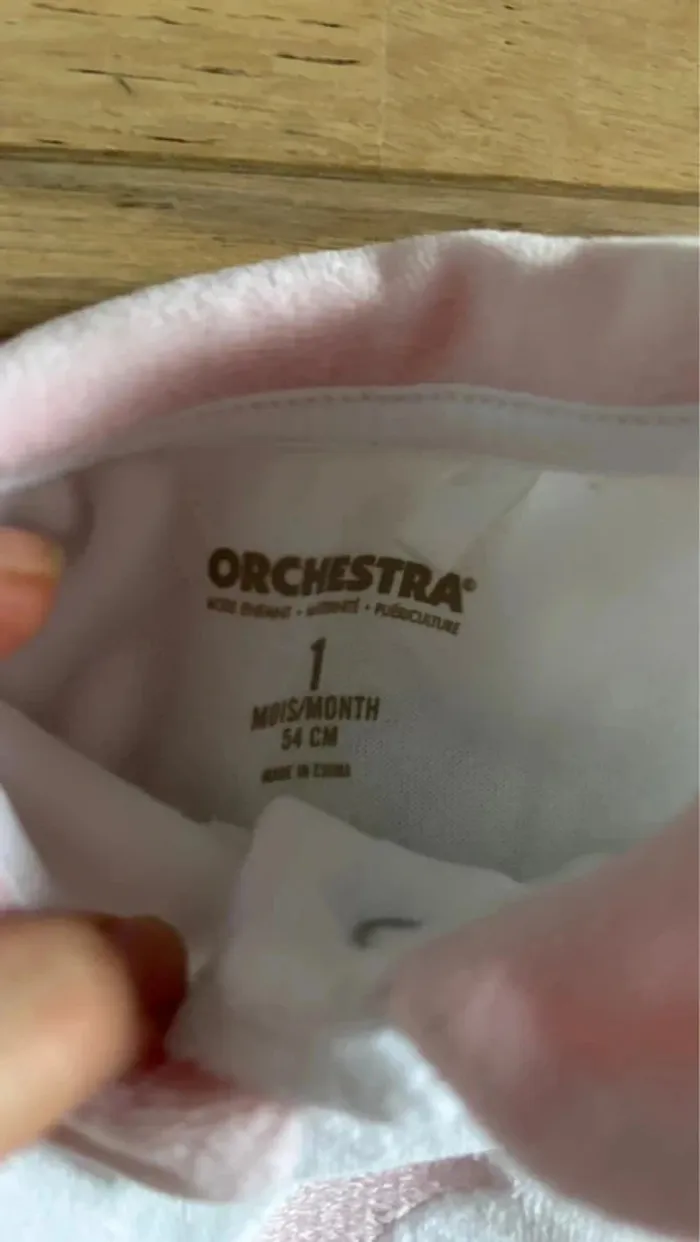 ORCHESTRA®
MODE ENFANT • MATERNITÉ • PUÉRICULTURE
1
MOIS/MONTH
54 CM
MADE IN CHINA